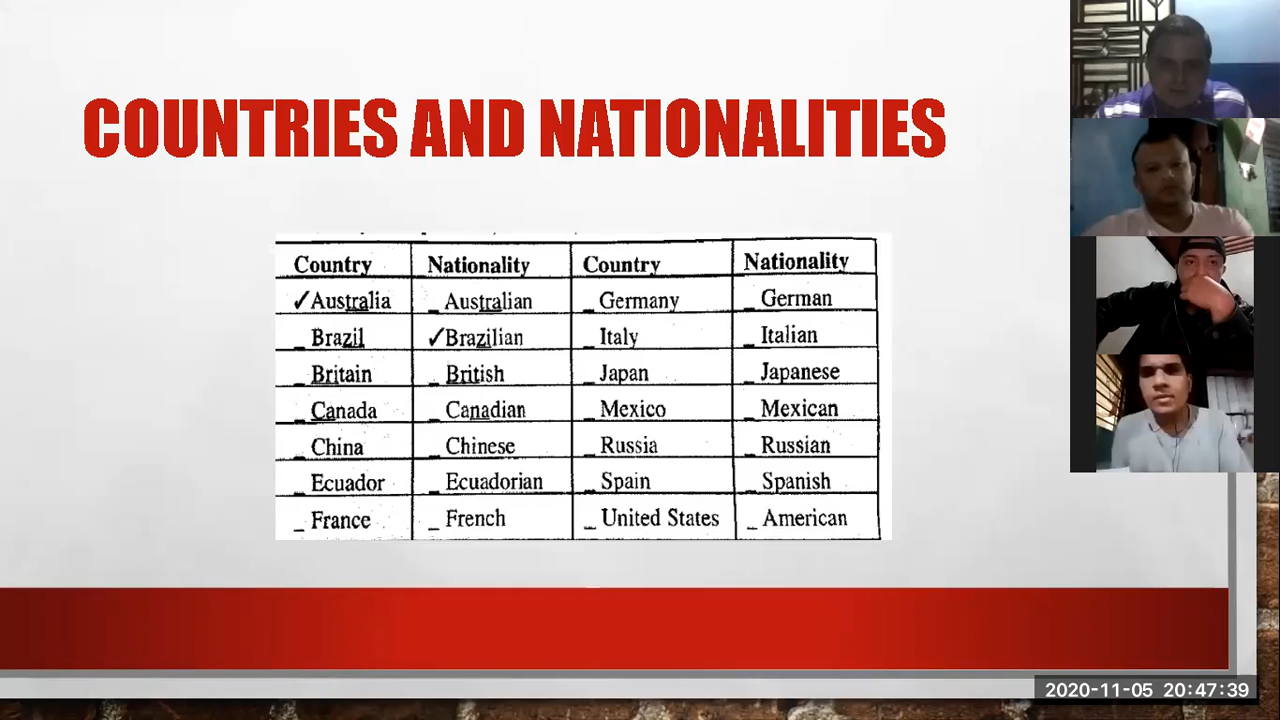 COUNTRIES AND NATIONALITIES
Country Nationality Country Nationality
✓Australia _ Australian _ Germany _ German
_ Brazil ✓Brazilian _ Italy _ Italian
_ Britain _ British _ Japan _ Japanese
_ Canada _ Canadian _ Mexico _ Mexican
_ China _ Chinese _ Russia _ Russian
_ Ecuador _ Ecuadorian _ Spain _ Spanish
_ France _ French _ United States _ American
2020-11-05 20:47:39